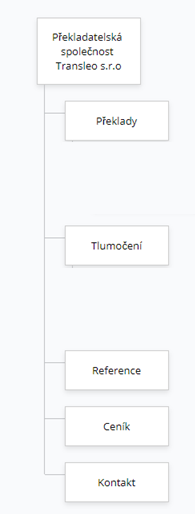 Překladatelská
společnost
Transleo s.r.o
Překlady
Tlumočení
Reference
Ceník
Kontakt